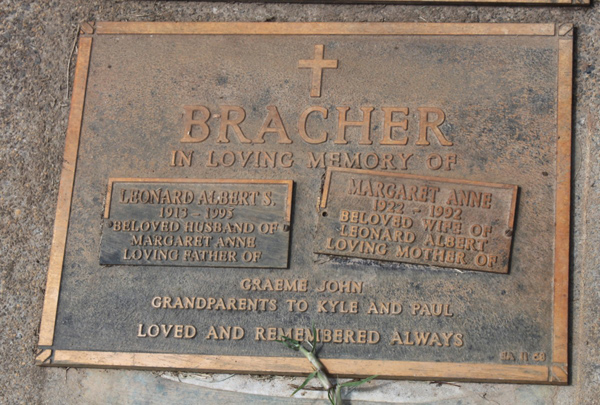 BRACHER
IN LOVING MEMORY OF
LEONARD ALBERT S.
1913 - 1995
BELOVED HUSBAND OF
MARGARET ANNE
LOVING FATHER OF
MARGARET ANNE
1922 - 1992
BELOVED WIFE OF
LEONARD ALBERT
LOVING MOTHER OF
GRAEME JOHN
GRANDPARENTS TO KYLE AND PAUL
LOVED AND REMEMBERED ALWAYS